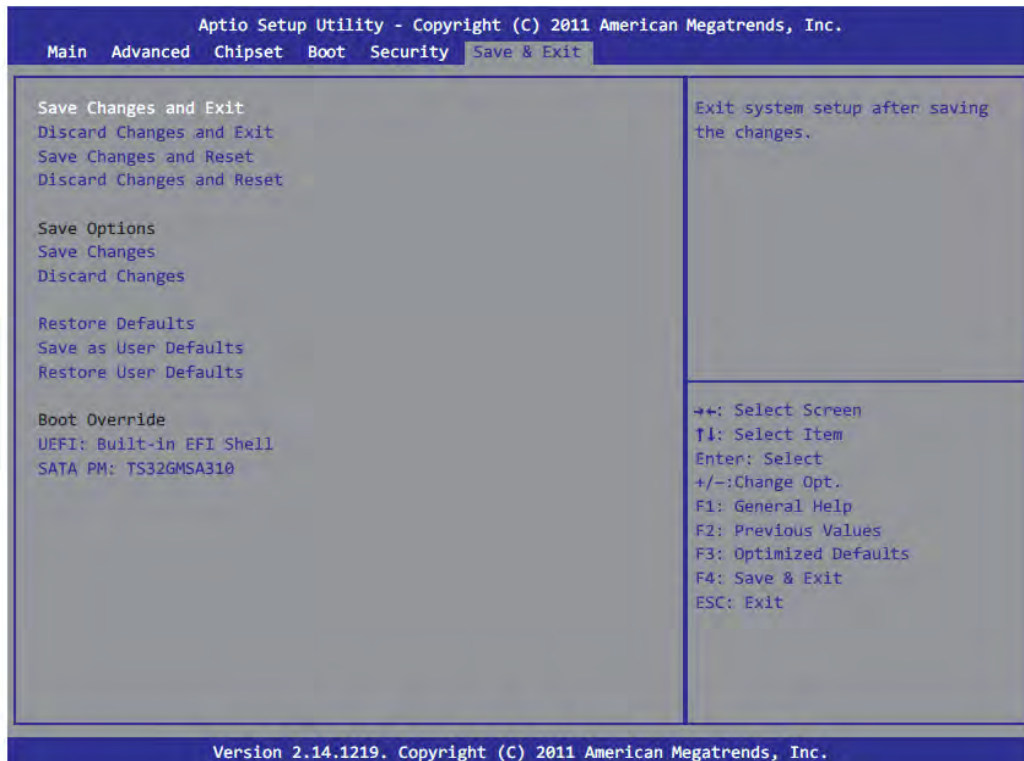 Aptio Setup Utility - Copyright (C) 2011 American Megatrends, Inc.
Main Advanced Chipset Boot Security Save & Exit
Save Changes and Exit
Discard Changes and Exit
Save Changes and Reset
Discard Changes and Reset
Save Options
Save Changes
Discard Changes
Restore Defaults
Save as User Defaults
Restore User Defaults
Boot Override
UEFI: Built-in EFI Shell
SATA PM: TS32GMSA310
Exit system setup after saving
the changes.
→←: Select Screen
↑↓: Select Item
Enter: Select
+/-:Change Opt.
F1: General Help
F2: Previous Values
F3: Optimized Defaults
F4: Save & Exit
ESC: Exit
Version 2.14.1219. Copyright (C) 2011 American Megatrends, Inc.